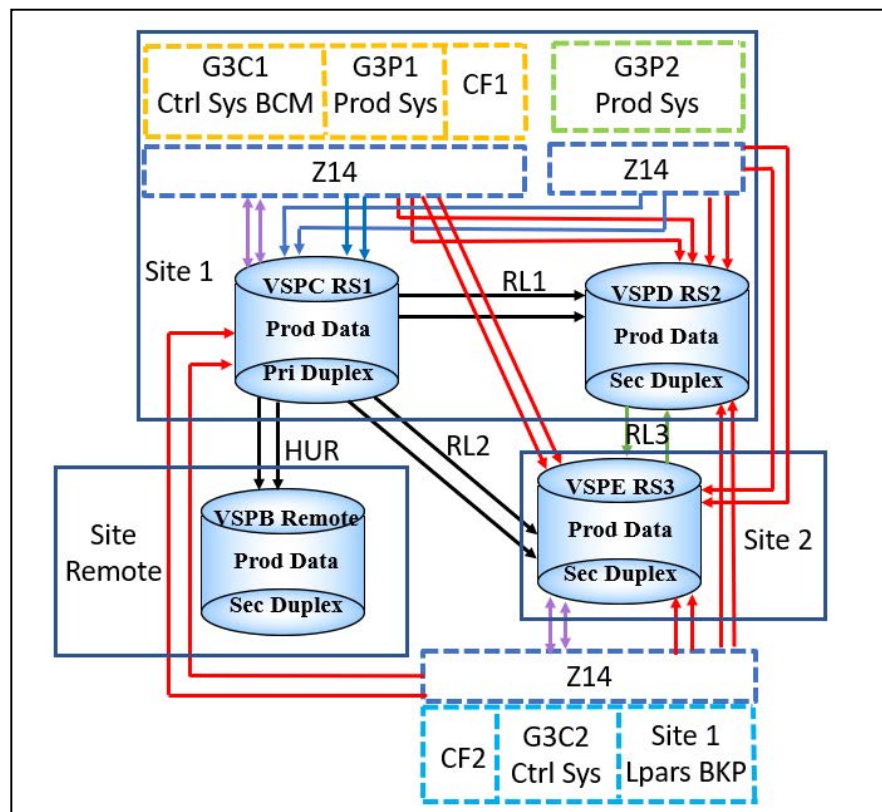 G3C1
Ctrl Sys BCM
G3P1
Prod Sys
CF1
G3P2
Prod Sys
Z14
Z14
Site 1
VSPC RS1
Prod Data
Pri Duplex
RL1
VSPD RS2
Prod Data
Sec Duplex
HUR
RL2
RL3
Site
Remote
VSPB Remote
Prod Data
Sec Duplex
VSPE RS3
Prod Data
Sec Duplex
Site 2
Z14
CF2
G3C2
Ctrl Sys
Site 1
Lpars BKP